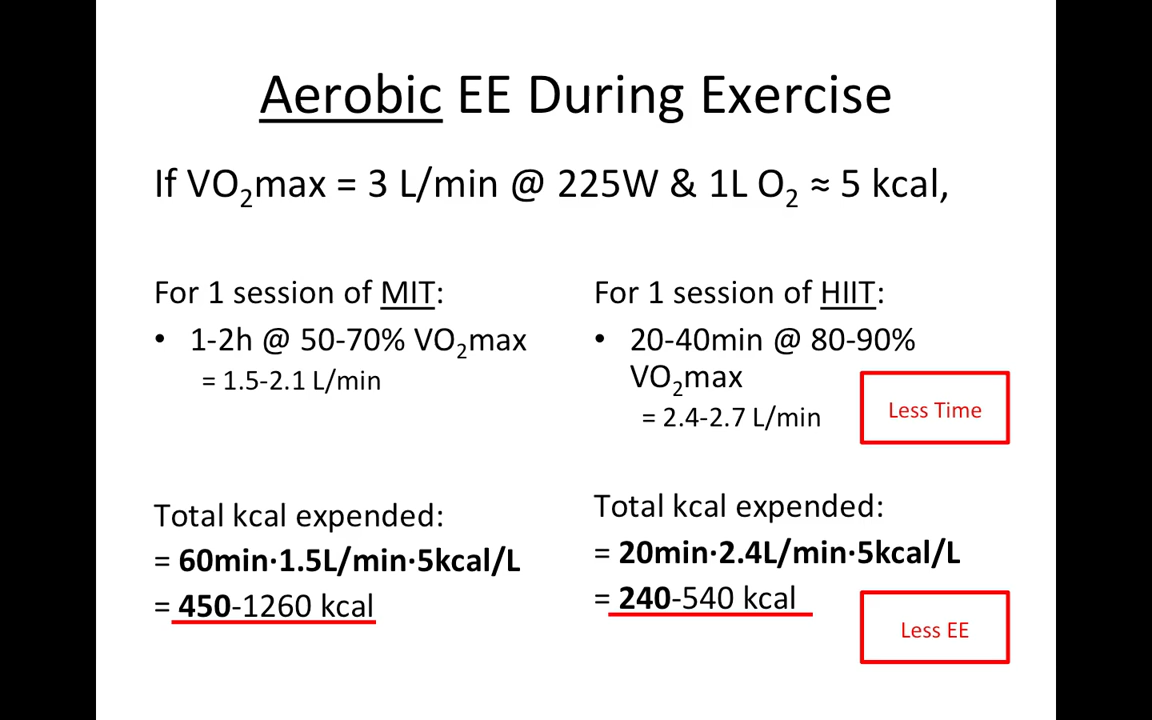 Aerobic EE During Exercise
If VO₂max = 3 L/min @ 225W & 1L O₂ ≈ 5 kcal,
For 1 session of MIT:
• 1-2h @ 50-70% VO₂max
= 1.5-2.1 L/min
Total kcal expended:
= 60min·1.5L/min·5kcal/L
= 450-1260 kcal
For 1 session of HIIT:
• 20-40min @ 80-90%
VO₂max
= 2.4-2.7 L/min
Less Time
Total kcal expended:
= 20min·2.4L/min·5kcal/L
= 240-540 kcal
Less EE